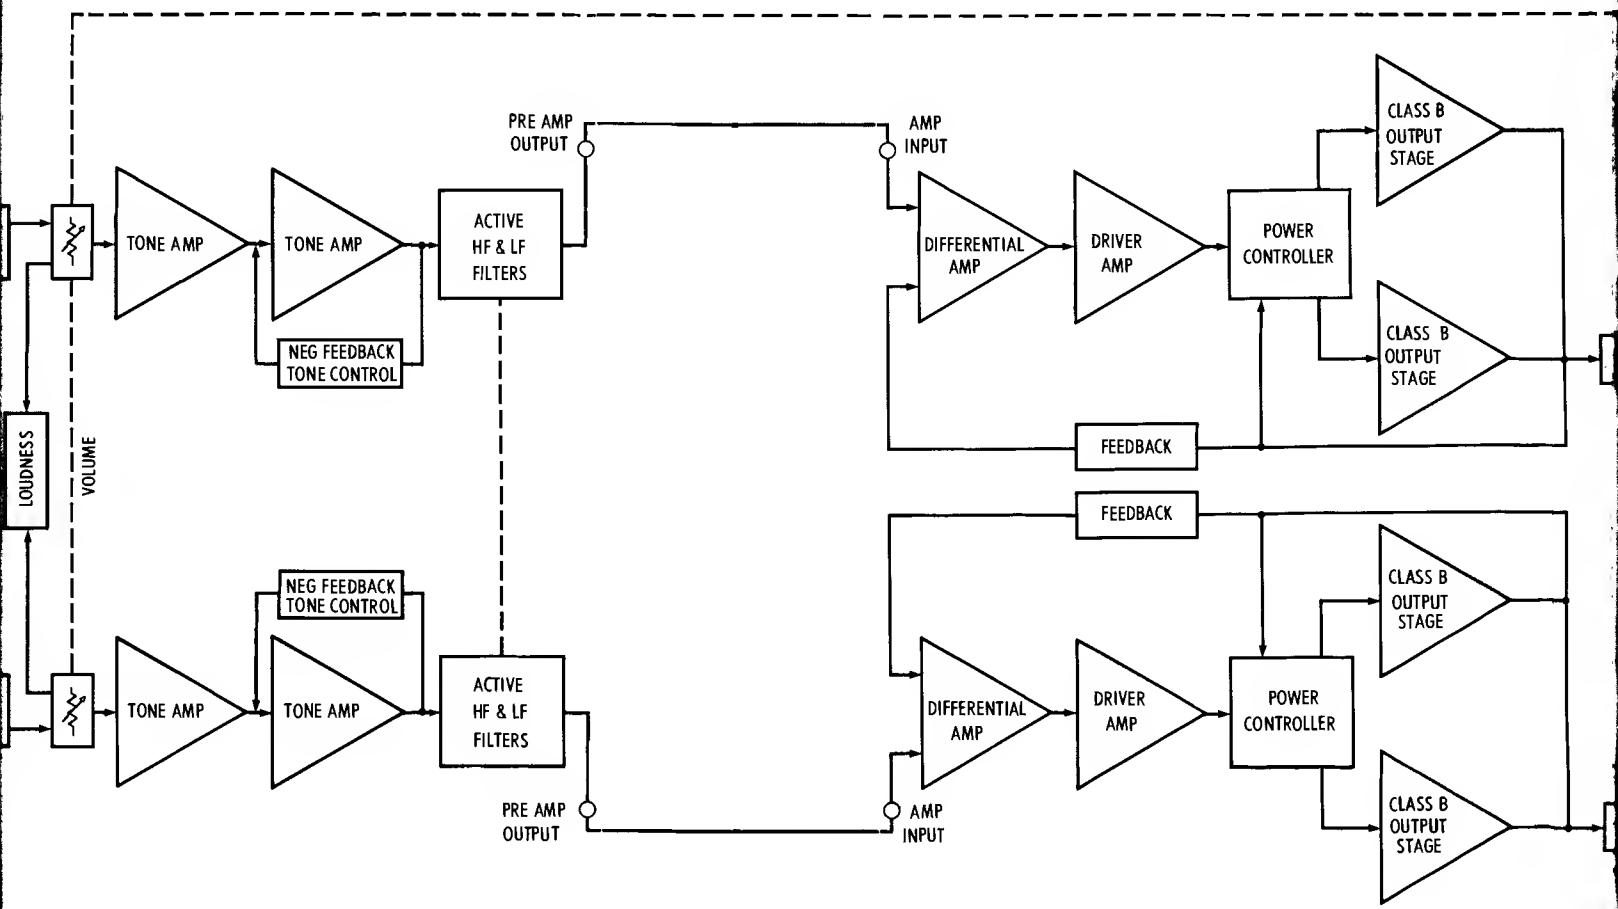 PRE AMP
OUTPUT
AMP
INPUT
CLASS B
OUTPUT
STAGE
TONE AMP
TONE AMP
ACTIVE
HF & LF
FILTERS
DIFFERENTIAL
AMP
DRIVER
AMP
POWER
CONTROLLER
NEG FEEDBACK
TONE CONTROL
CLASS B
OUTPUT
STAGE
LOUDNESS
VOLUME
FEEDBACK
FEEDBACK
NEG FEEDBACK
TONE CONTROL
CLASS B
OUTPUT
STAGE
TONE AMP
TONE AMP
ACTIVE
HF & LF
FILTERS
DIFFERENTIAL
AMP
DRIVER
AMP
POWER
CONTROLLER
PRE AMP
OUTPUT
AMP
INPUT
CLASS B
OUTPUT
STAGE